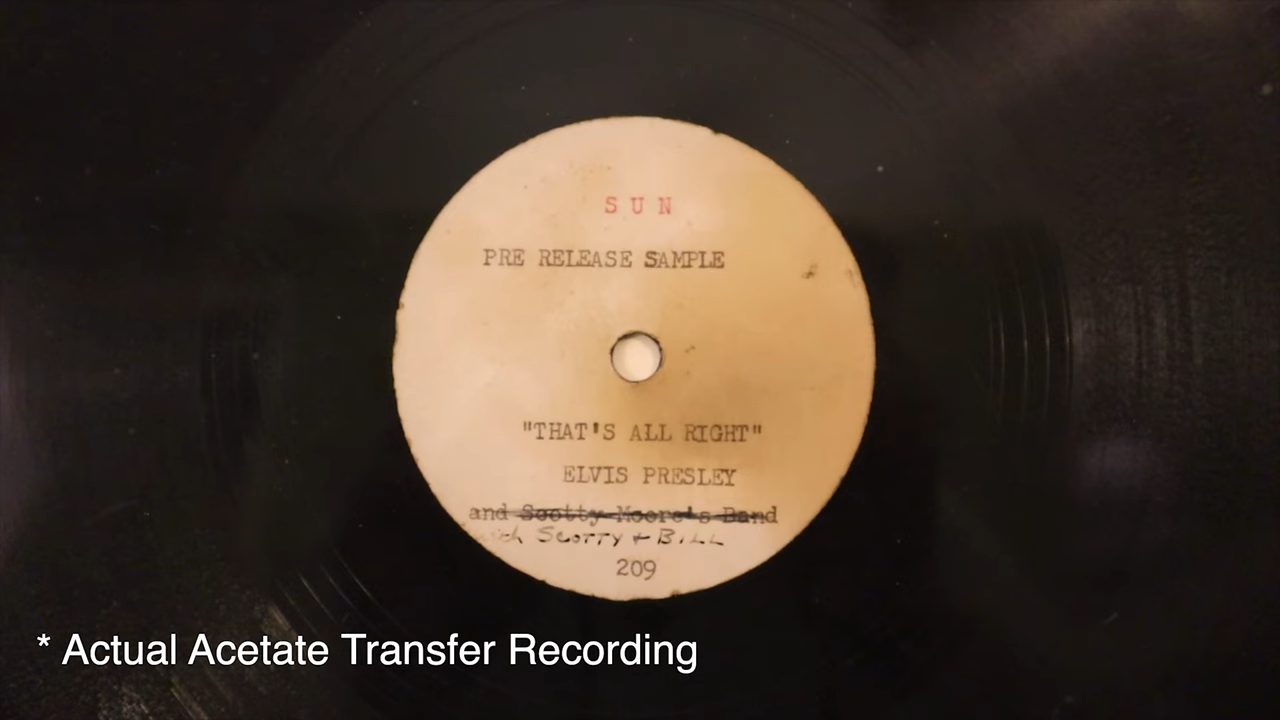 S U N
PRE RELEASE SAMPLE
"THAT'S ALL RIGHT"
ELVIS PRESLEY
and Scotty Moore's Band
with SCOTTY + BILL
209
* Actual Acetate Transfer Recording